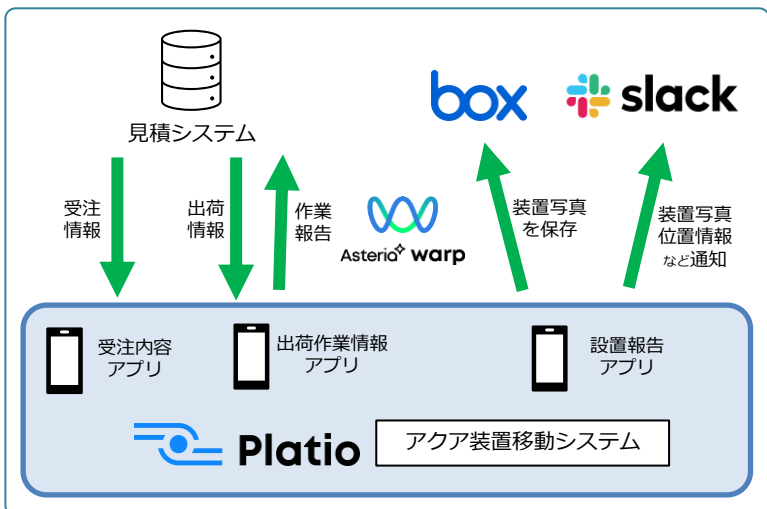 見積システム
box
slack
受注
情報
出荷
情報
作業
報告
Asteria warp
装置写真
を保存
装置写真
位置情報
など通知
受注内容
アプリ
出荷作業情報
アプリ
設置報告
アプリ
Platio
アクア装置移動システム